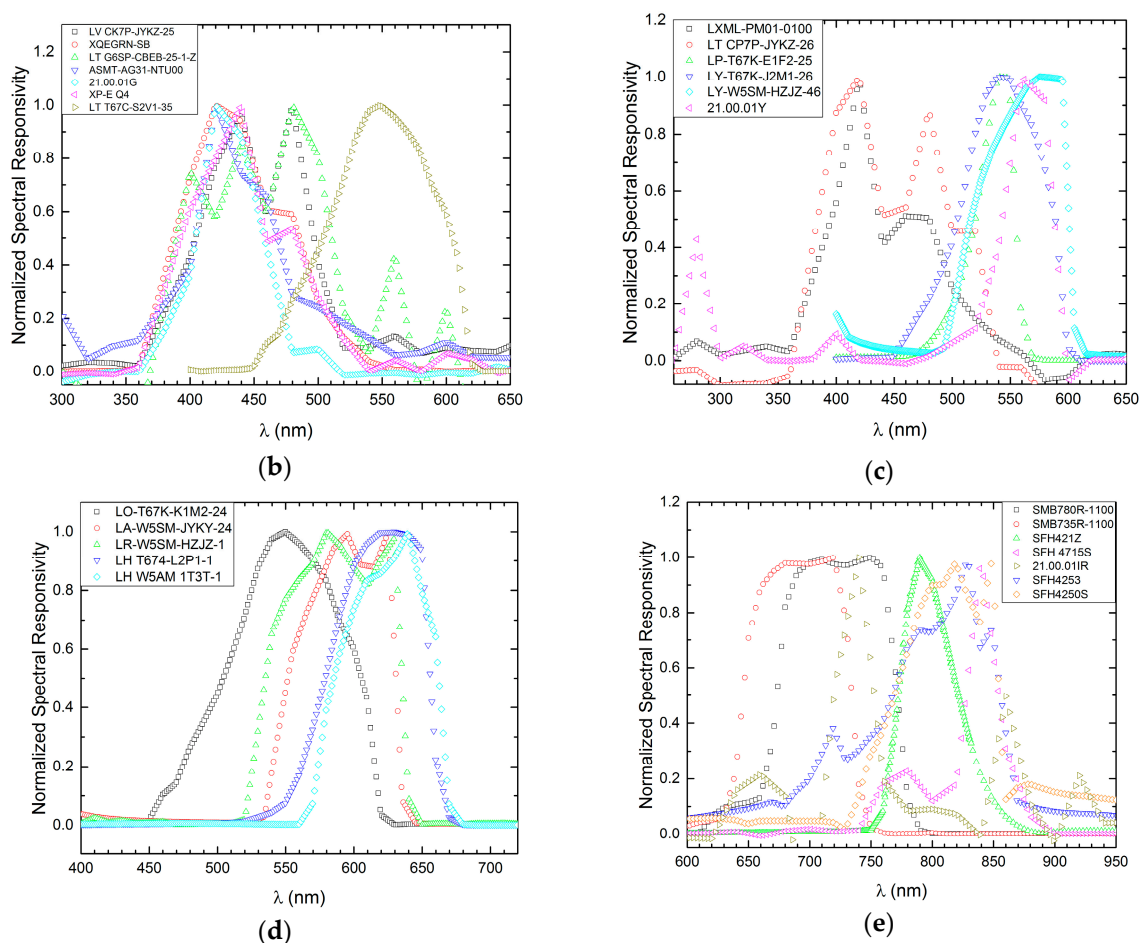 1.2
1.0
0.8
0.6
0.4
0.2
0.0
Normalized Spectral Responsivity
LV CK7P-JYKZ-25
XQEGRN-SB
LT G6SP-CBEB-25-1-Z
ASMT-AG31-NTU00
21.00.01G
XP-E Q4
LT T67C-S2V1-35
300 350 400 450 500 550 600 650
λ (nm)
(b)
1.2
1.0
0.8
0.6
0.4
0.2
0.0
Normalized Spectral Responsivity
LXML-PM01-0100
LT CP7P-JYKZ-26
LP-T67K-E1F2-25
LY-T67K-J2M1-26
LY-W5SM-HZJZ-46
21.00.01Y
300 350 400 450 500 550 600 650
λ (nm)
(c)
1.0
0.8
0.6
0.4
0.2
0.0
Normalized Spectral Responsivity
LO-T67K-K1M2-24
LA-W5SM-JYKY-24
LR-W5SM-HZJZ-1
LH T674-L2P1-1
LH W5AM 1T3T-1
400 450 500 550 600 650 700
λ (nm)
(d)
1.2
1.0
0.8
0.6
0.4
0.2
0.0
Normalized Spectral Responsivity
SMB780R-1100
SMB735R-1100
SFH421Z
SFH 4715S
21.00.01IR
SFH4253
SFH4250S
600 650 700 750 800 850 900 950
λ (nm)
(e)